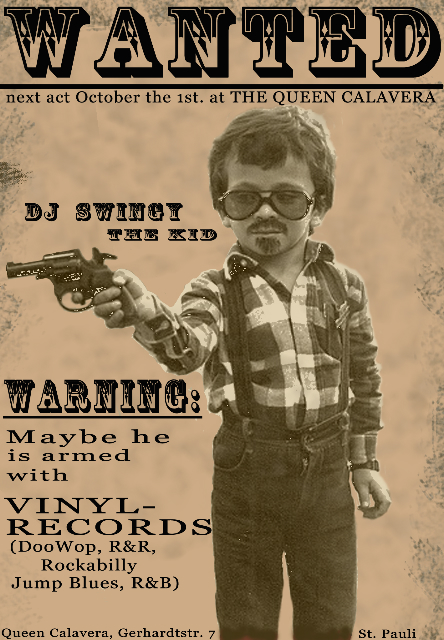 WANTED
next act October the 1st. at THE QUEEN CALAVERA
DJ SWINGY
THE KID
WARNING:
Maybe he
is armed
with
VINYL-
RECORDS
(DooWop, R&R,
Rockabilly
Jump Blues, R&B)
Queen Calavera, Gerhardtstr. 7 St. Pauli